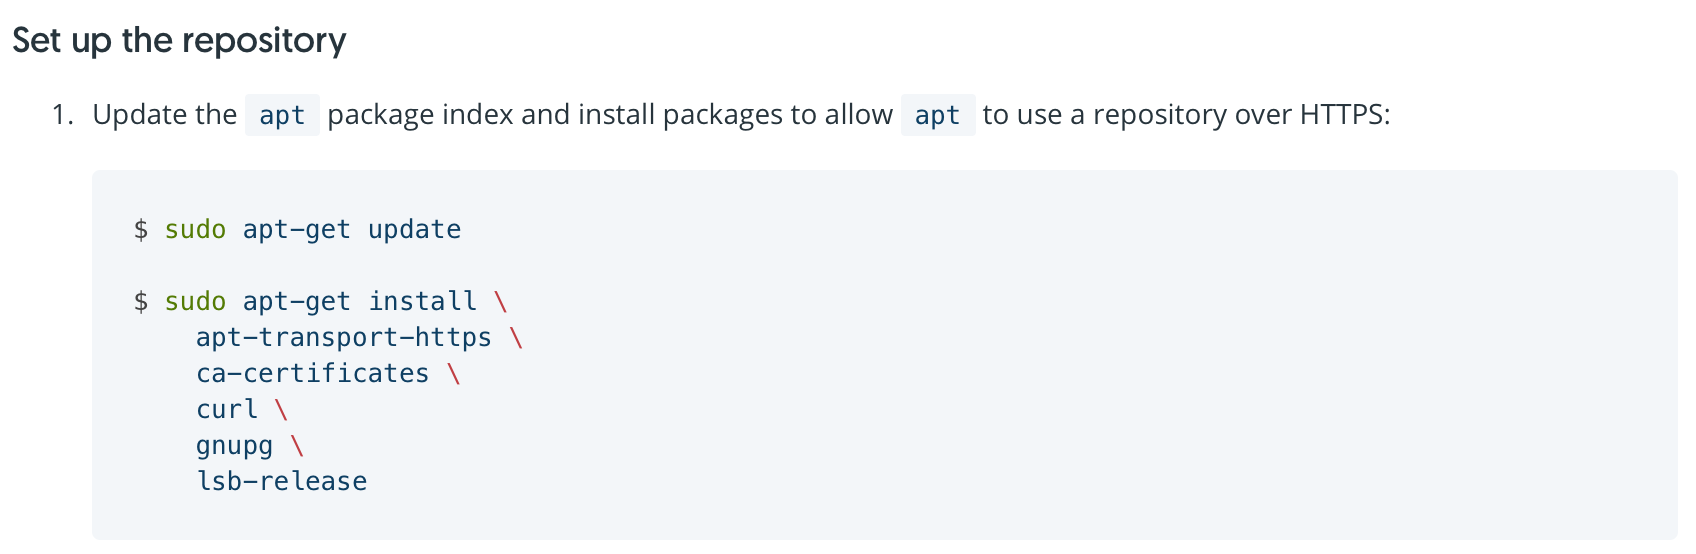 Set up the repository
1. Update the apt package index and install packages to allow apt to use a repository over HTTPS:
$ sudo apt-get update
$ sudo apt-get install \
apt-transport-https \
ca-certificates \
curl \
gnupg \
lsb-release